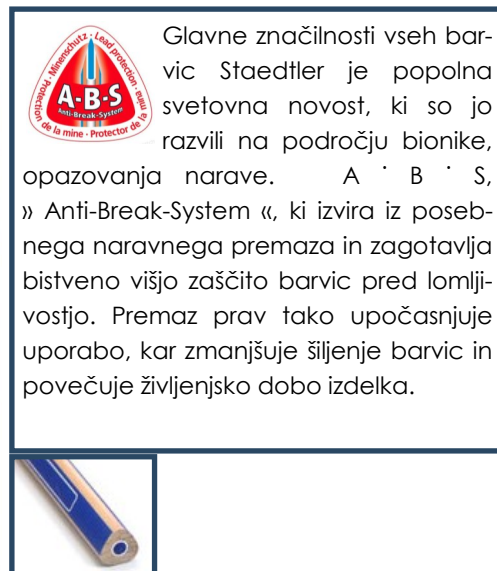 Minenschutz · Lead protection ·
Protection de la mine · Protector de la mina ·
A·B·S
Anti-Break-System
Glavne značilnosti vseh bar-
vic Staedtler je popolna
svetovna novost, ki so jo
razvili na področju bionike,
opazovanja narave. A ˙ B ˙ S,
» Anti-Break-System «, ki izvira iz poseb-
nega naravnega premaza in zagotavlja
bistveno višjo zaščito barvic pred lomlji-
vostjo. Premaz prav tako upočasnjuje
uporabo, kar zmanjšuje šiljenje barvic in
povečuje življenjsko dobo izdelka.